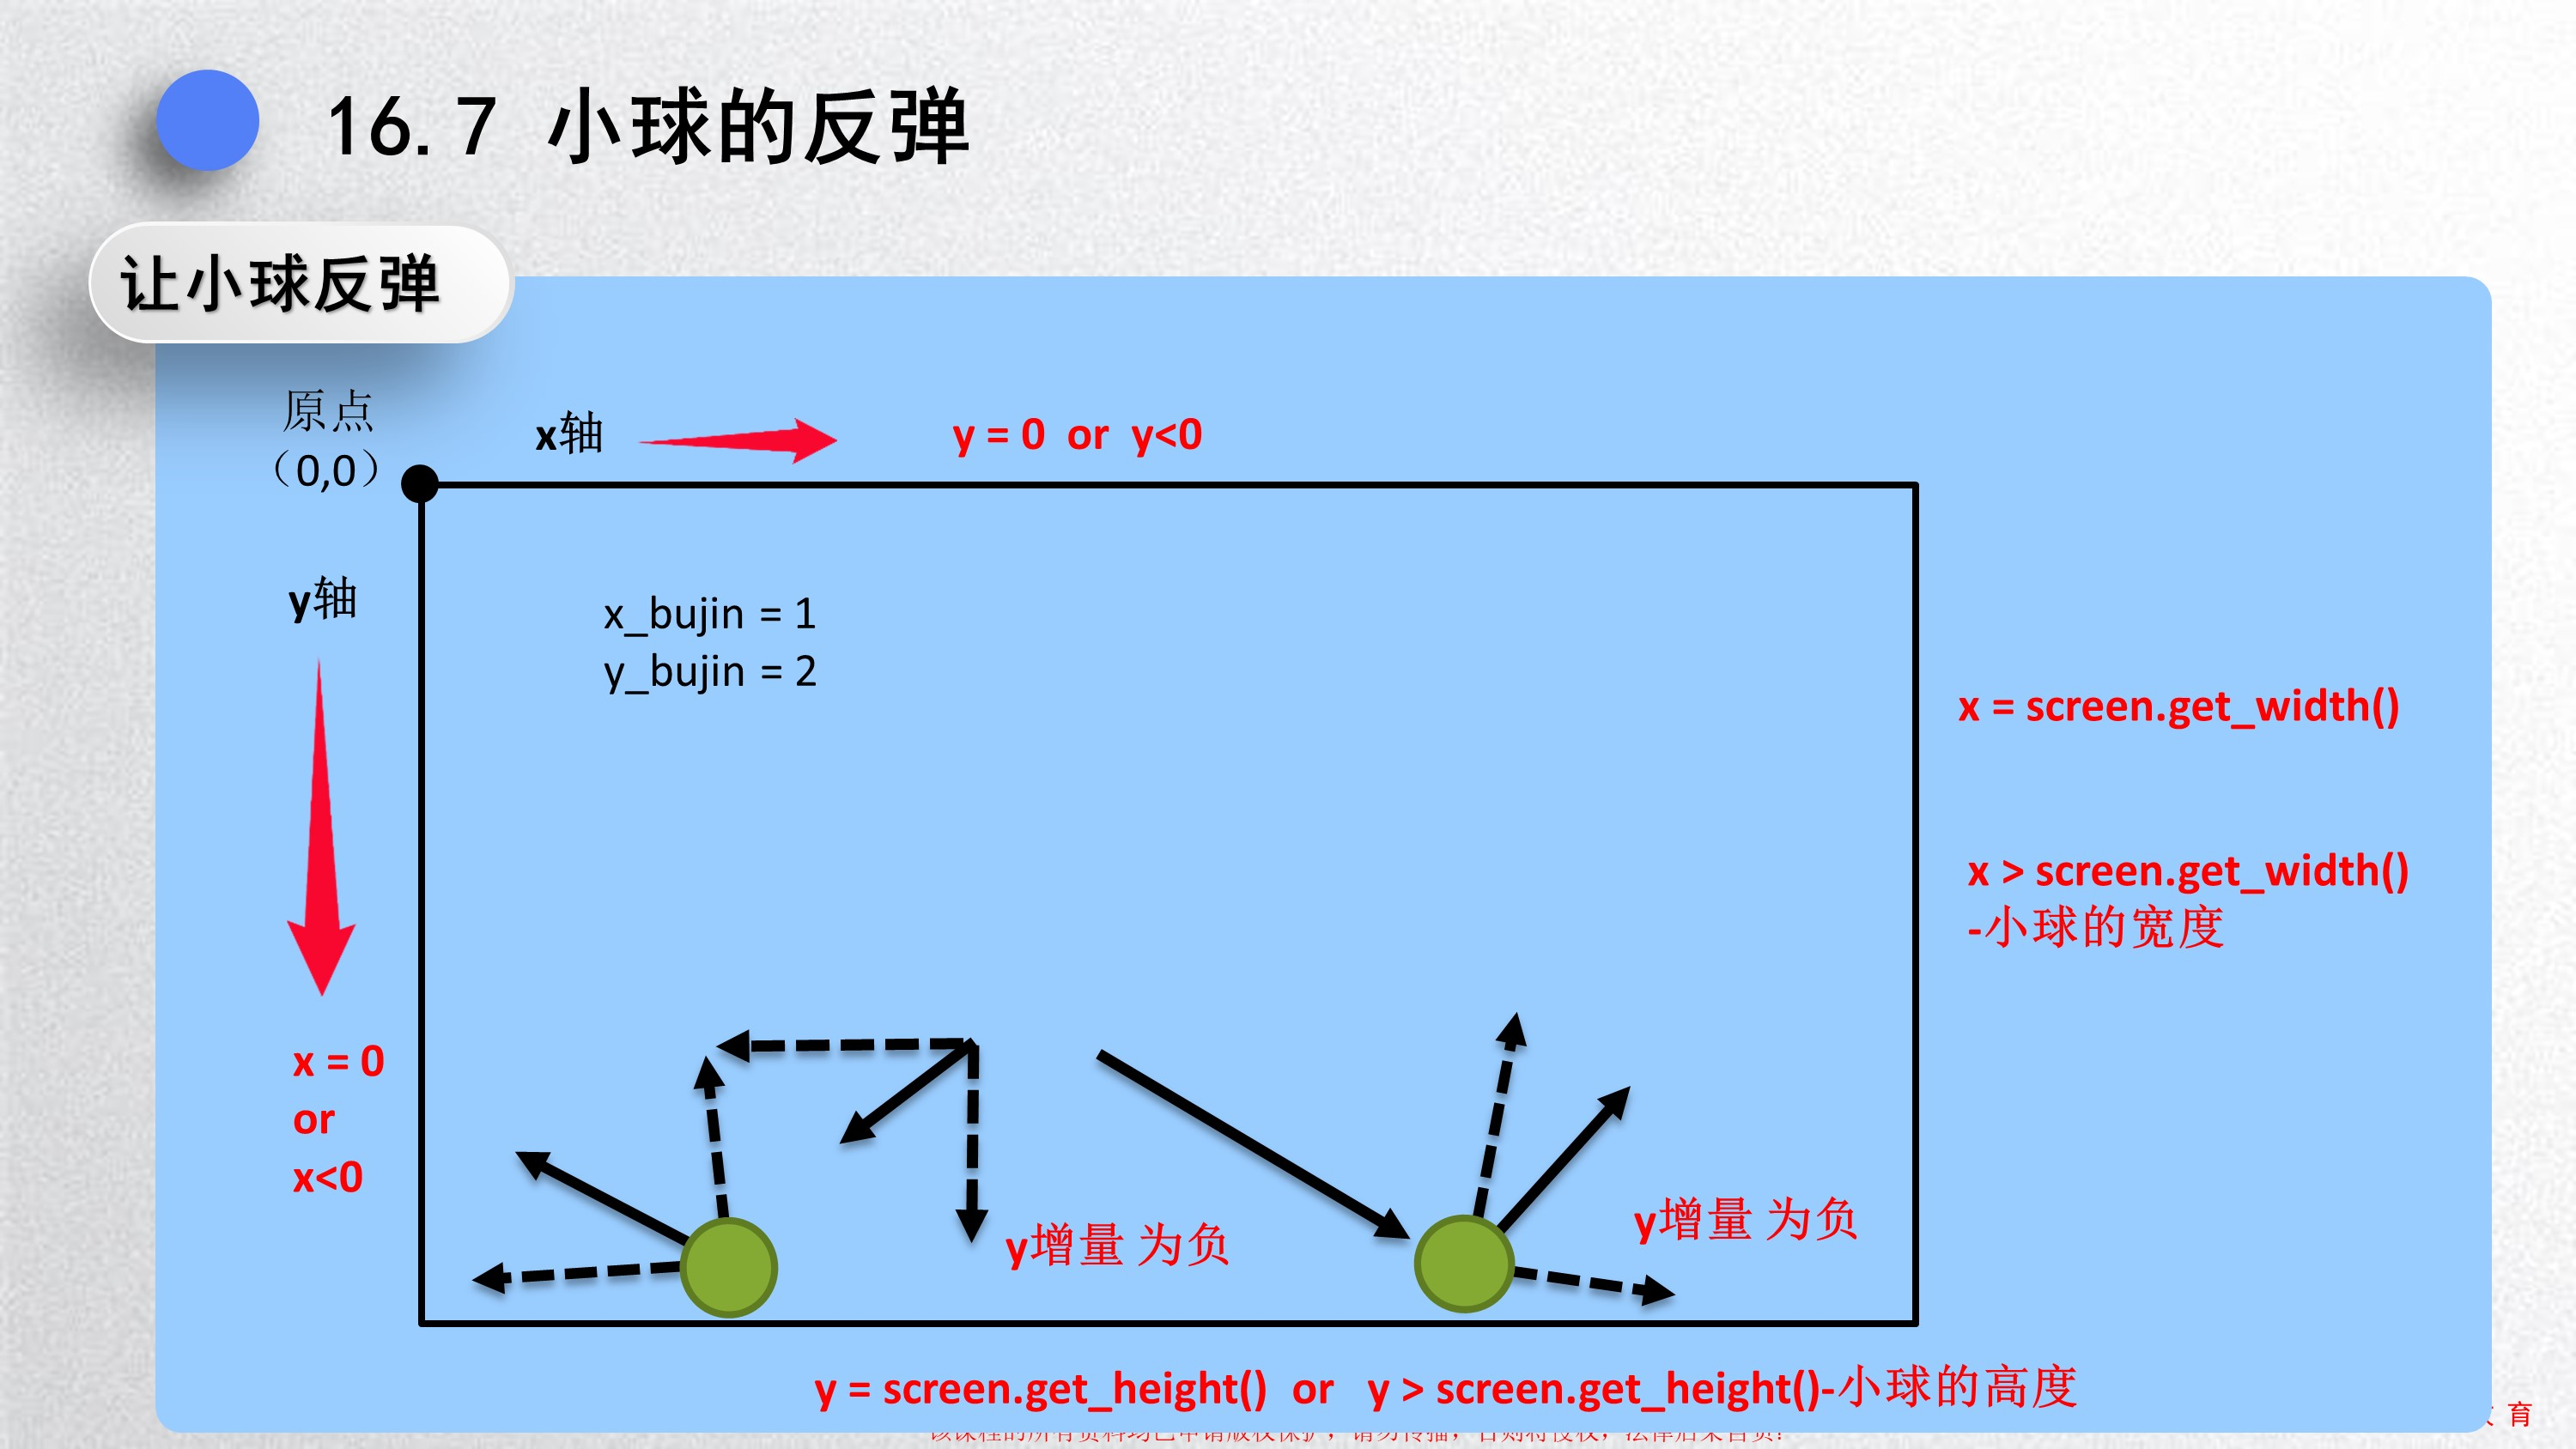 16.7 小球的反弹
让小球反弹
原点
（0,0）
x轴
y = 0 or y<0
y轴
x_bujin = 1
y_bujin = 2
x = screen.get_width()
x > screen.get_width()
-小球的宽度
x = 0
or
x<0
y增量 为负
y增量 为负
y = screen.get_height() or y > screen.get_height()-小球的高度
育